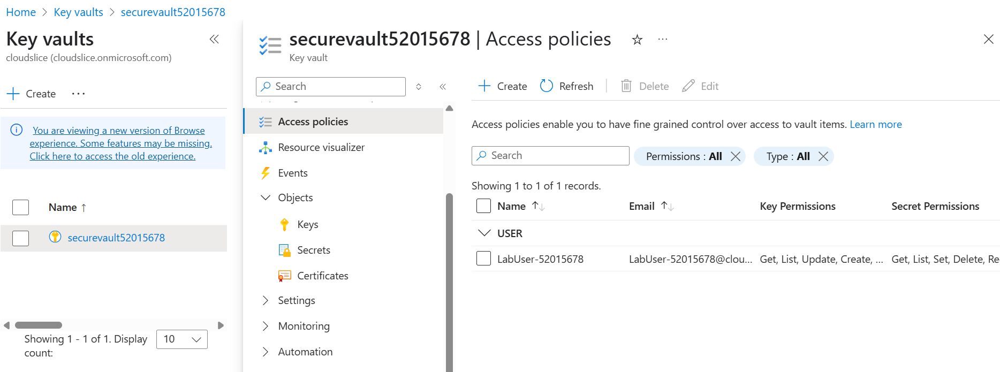 Home > Key vaults > securevault52015678
Key vaults
cloudslice (cloudslice.onmicrosoft.com)
Create
You are viewing a new version of Browse
experience. Some features may be missing.
Click here to access the old experience.
Name ↑
securevault52015678
Showing 1 - 1 of 1. Display
count:
10
securevault52015678 | Access policies
Key vault
Search
Access policies
Resource visualizer
Events
Objects
Keys
Secrets
Certificates
Settings
Monitoring
Automation
Create Refresh Delete Edit
Access policies enable you to have fine grained control over access to vault items. Learn more
Search
Permissions : All
Type : All
Showing 1 to 1 of 1 records.
Name ↑↓ Email ↑↓ Key Permissions Secret Permissions
USER
LabUser-52015678 LabUser-52015678@clou... Get, List, Update, Create, ... Get, List, Set, Delete, Re